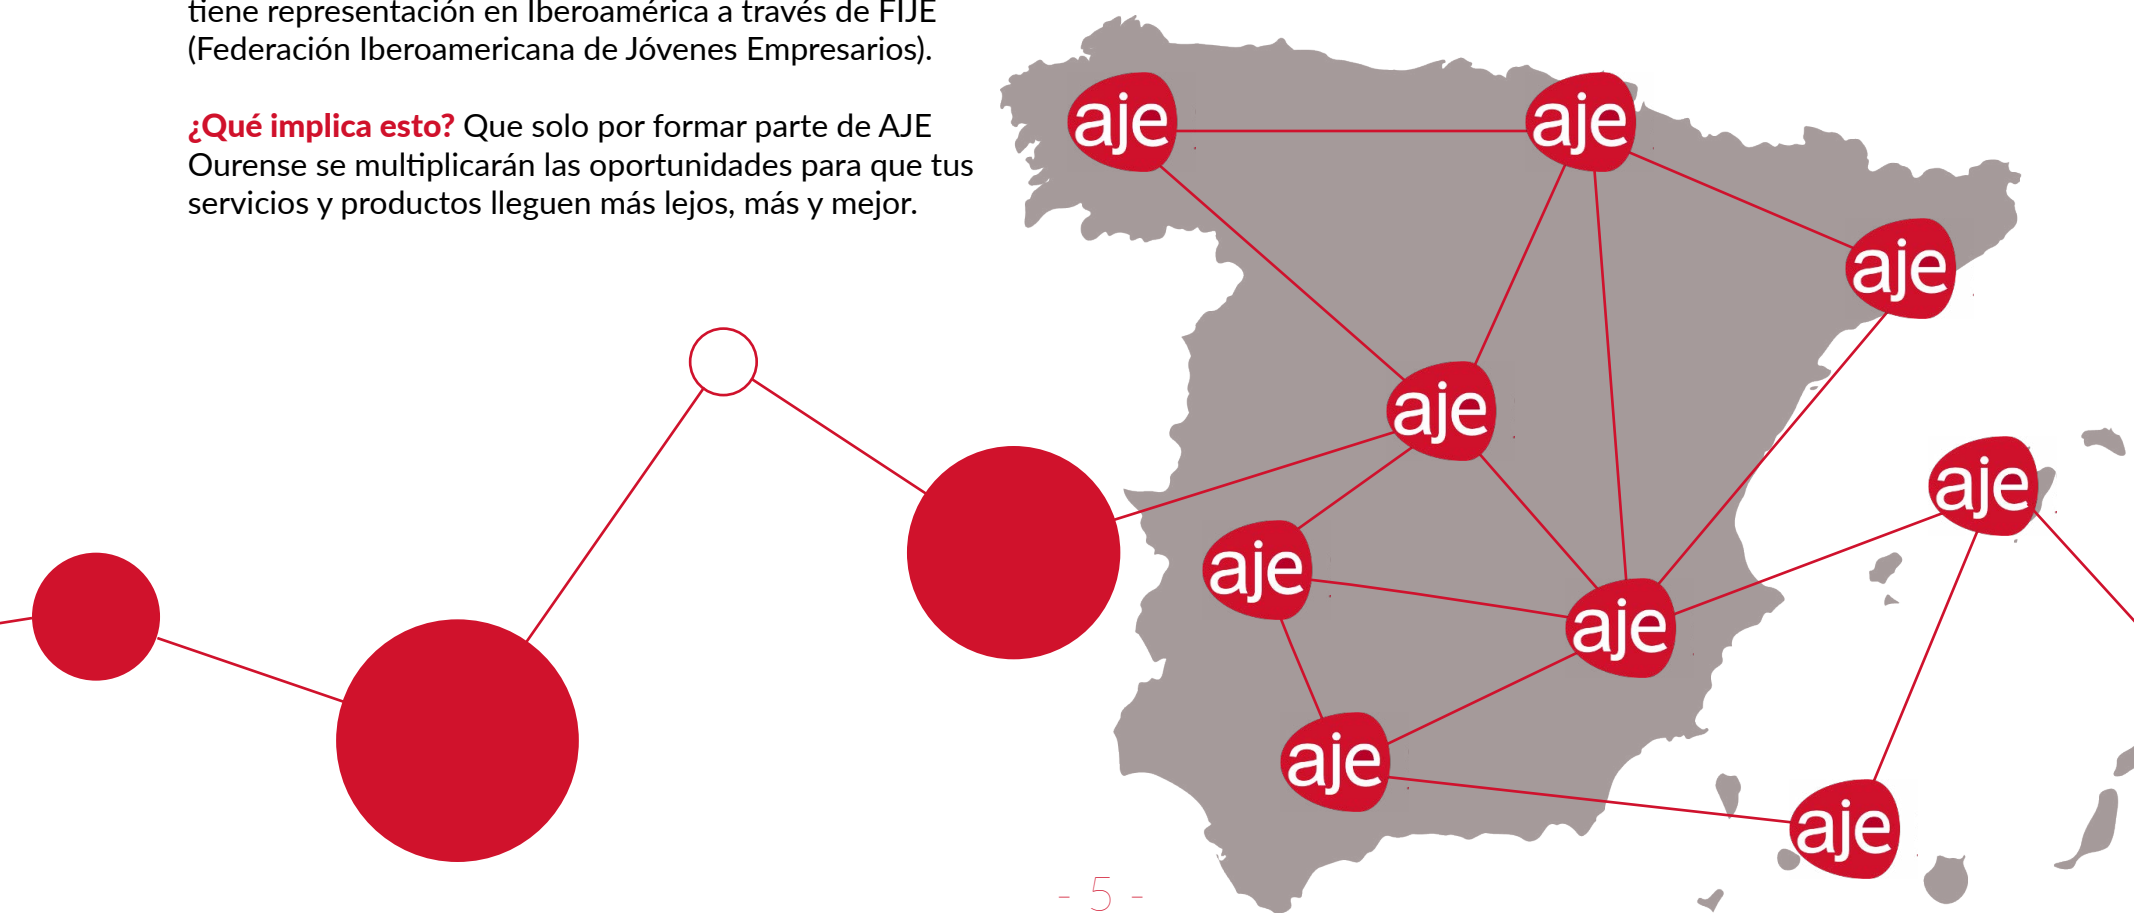 tiene representación en Iberoamérica a través de FIJE
(Federación Iberoamericana de Jóvenes Empresarios).
¿Qué implica esto? Que solo por formar parte de AJE
Ourense se multiplicarán las oportunidades para que tus
servicios y productos lleguen más lejos, más y mejor.
aje
aje
aje
aje
aje
aje
aje
aje
aje
- 5 -